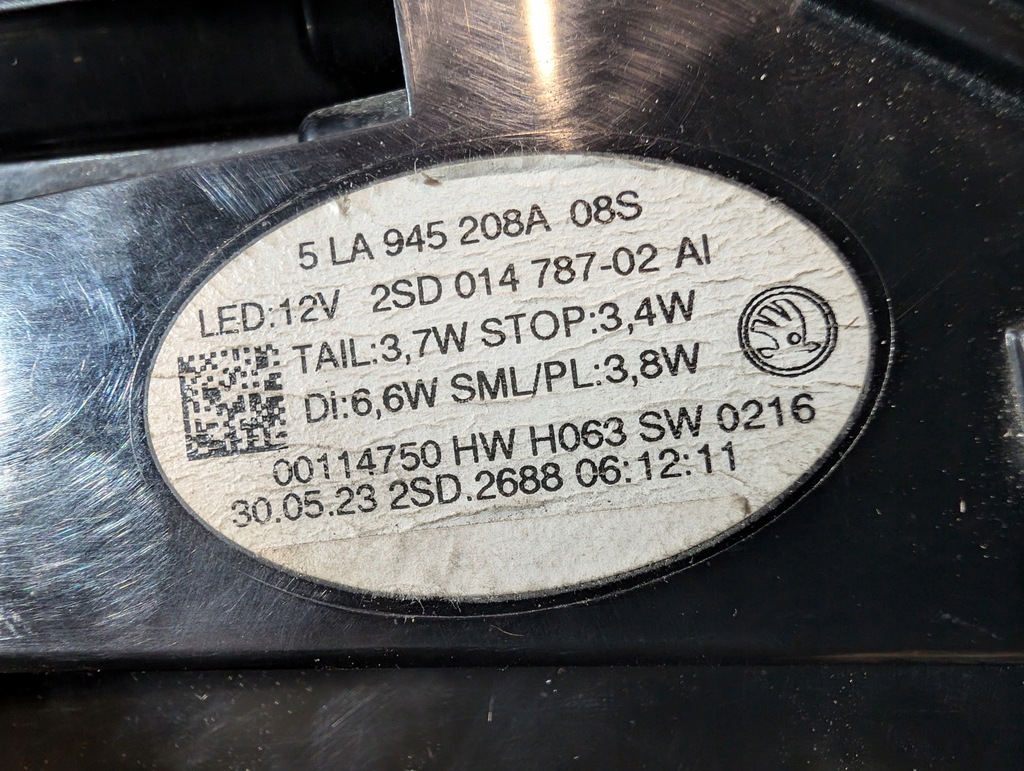 5 LA 945 208A 08S
LED:12V 2SD 014 787-02 AI
TAIL:3,7W STOP:3,4W
Di:6,6W SML/PL:3,8W
00114750 HW H063 SW 0216
30.05.23 2SD.2688 06:12:11